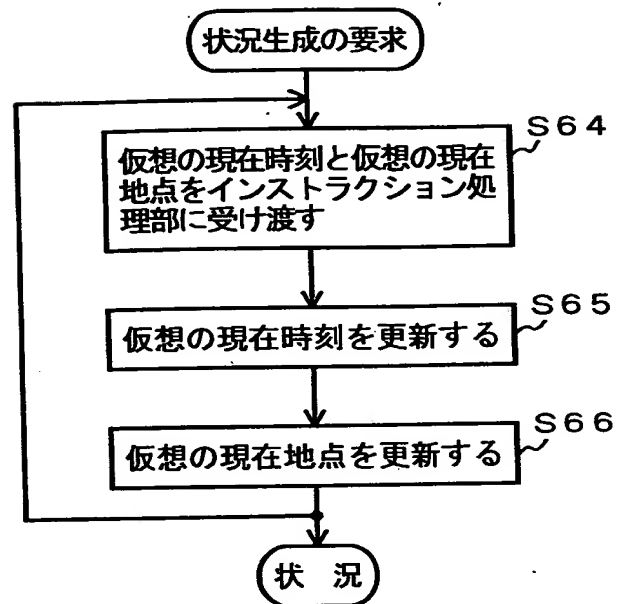 状況生成の要求
S64
仮想の現在時刻と仮想の現在
地点をインストラクション処
理部に受け渡す
S65
仮想の現在時刻を更新する
S66
仮想の現在地点を更新する
状 況